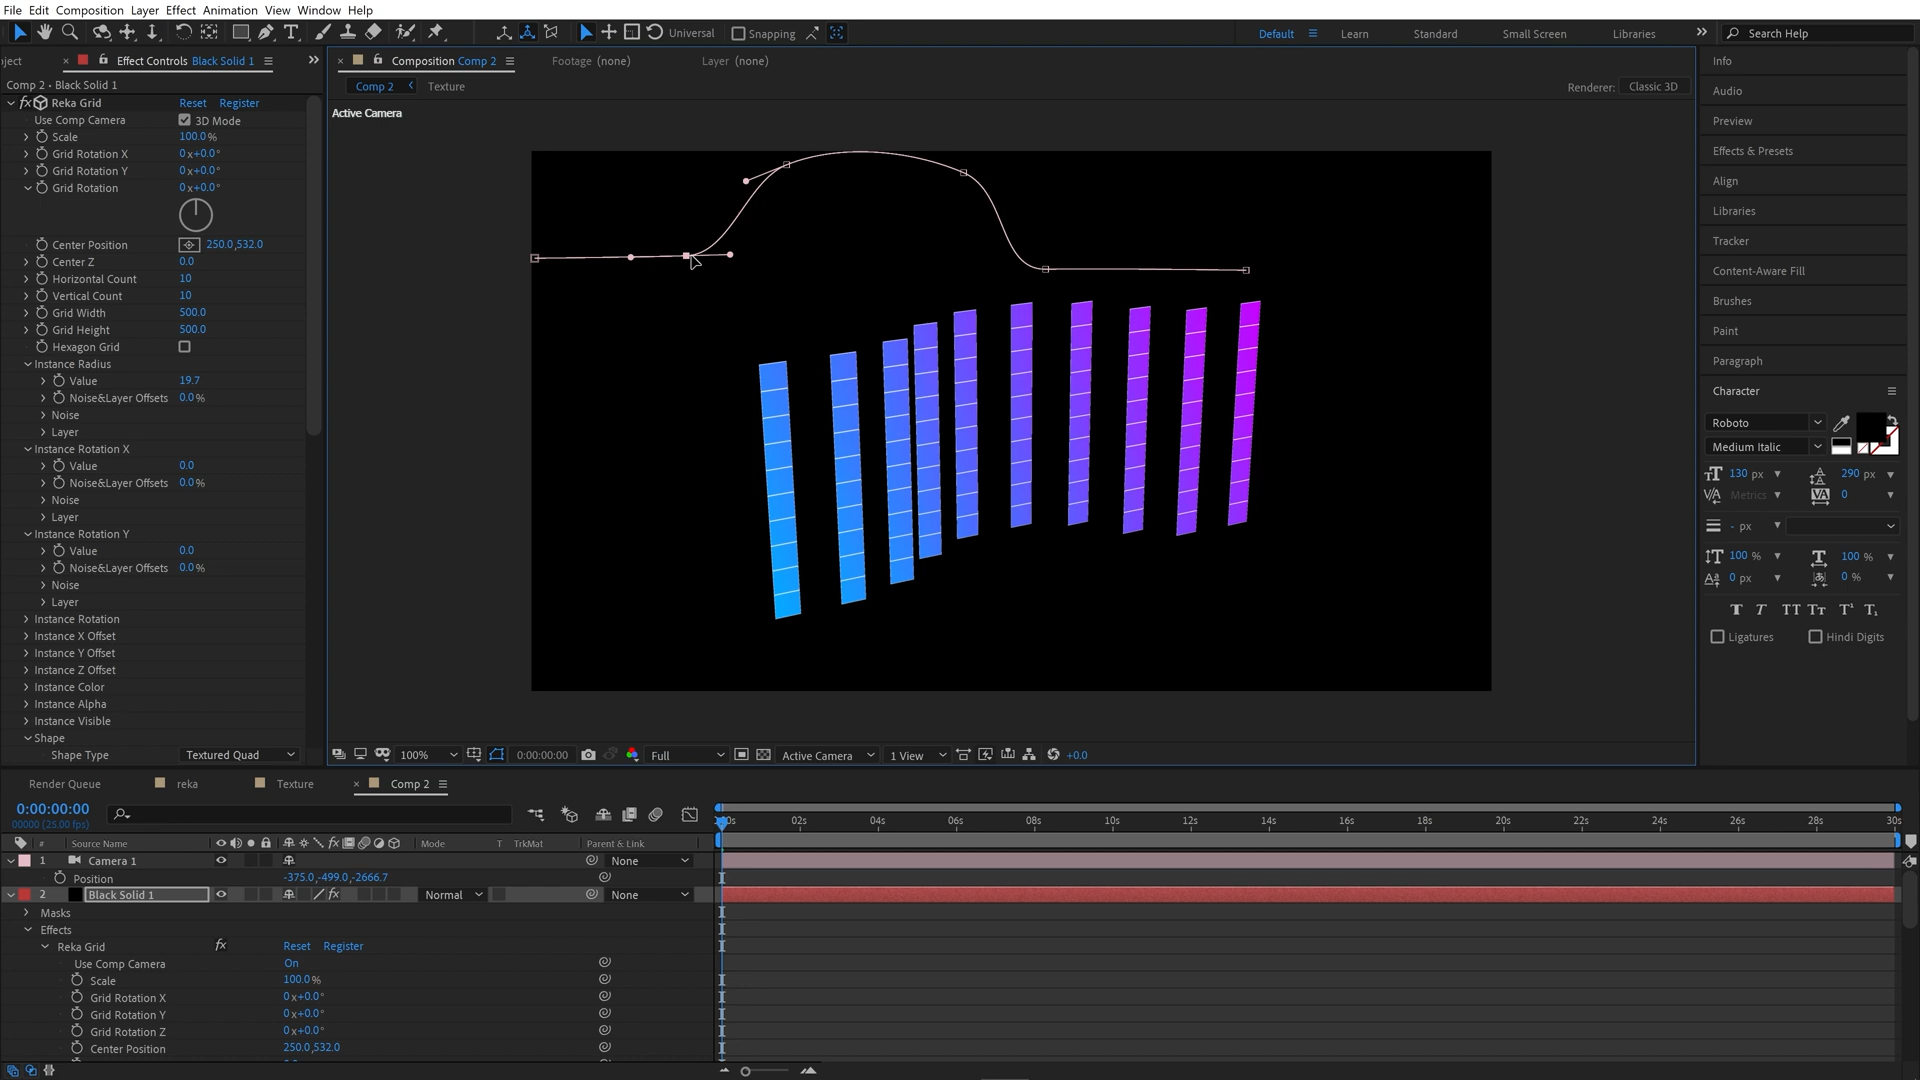 File Edit Composition Layer Effect Animation View Window Help
Universal Snapping Default Learn Standard Small Screen Libraries Search Help
ject Effect Controls Black Solid 1 Composition Comp 2 Footage (none) Layer (none) Info
Comp 2 • Black Solid 1 Comp 2 Texture Renderer: Classic 3D Audio
fx Reka Grid Reset Register
Active Camera
Use Comp Camera 3D Mode Preview
Scale 100.0 %
Grid Rotation X 0 x+0.0° Effects & Presets
Grid Rotation Y 0 x+0.0° Align
Grid Rotation 0 x+0.0°
Libraries
Center Position 250.0,532.0 Tracker
Center Z 0.0 Content-Aware Fill
Horizontal Count 10
Vertical Count 10 Brushes
Grid Width 500.0
Grid Height 500.0 Paint
Hexagon Grid
Instance Radius Paragraph
Value 19.7 Character
Noise&Layer Offsets 0.0 %
Noise Roboto
Layer
Instance Rotation X Medium Italic
Value 0.0 130 px 290 px
Noise&Layer Offsets 0.0 % Metrics 0
Noise
Layer - px
Instance Rotation Y
Value 0.0 100 % 100 %
Noise&Layer Offsets 0.0 % 0 px 0 %
Noise
Layer T T TT Tt T¹ T₁
Instance Rotation
Instance X Offset Ligatures Hindi Digits
Instance Y Offset
Instance Z Offset
Instance Color
Instance Alpha
Instance Visible
Shape
Shape Type Textured Quad 100% 0:00:00:00 Full Active Camera 1 View +0.0
Render Queue reka Texture Comp 2
0:00:00:00
00000 (25.00 fps) 02s 04s 06s 08s 10s 12s 14s 16s 18s 20s 22s 24s 26s 28s 30s
# Source Name Mode T TrkMat Parent & Link
1 Camera 1 None
Position -375.0,-499.0,-2666.7
2 Black Solid 1 fx Normal None
Masks
Effects
Reka Grid fx Reset Register
Use Comp Camera On
Scale 100.0 %
Grid Rotation X 0 x+0.0°
Grid Rotation Y 0 x+0.0°
Grid Rotation Z 0 x+0.0°
Center Position 250.0,532.0